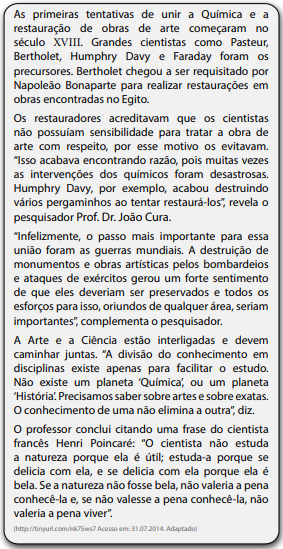 As primeiras tentativas de unir a Química e a
restauração de obras de arte começaram no
século XVIII. Grandes cientistas como Pasteur,
Bertholet, Humphry Davy e Faraday foram os
precursores. Bertholet chegou a ser requisitado por
Napoleão Bonaparte para realizar restaurações em
obras encontradas no Egito.
Os restauradores acreditavam que os cientistas
não possuíam sensibilidade para tratar a obra de
arte com respeito, por esse motivo os evitavam.
“Isso acabava encontrando razão, pois muitas vezes
as intervenções dos químicos foram desastrosas.
Humphry Davy, por exemplo, acabou destruindo
vários pergaminhos ao tentar restaurá-los”, revela o
pesquisador Prof. Dr. João Cura.
“Infelizmente, o passo mais importante para essa
união foram as guerras mundiais. A destruição de
monumentos e obras artísticas pelos bombardeios
e ataques de exércitos gerou um forte sentimento
de que eles deveriam ser preservados e todos os
esforços para isso, oriundos de qualquer área, seriam
importantes”, complementa o pesquisador.
A Arte e a Ciência estão interligadas e devem
caminhar juntas. “A divisão do conhecimento em
disciplinas existe apenas para facilitar o estudo.
Não existe um planeta ‘Química’, ou um planeta
‘História’. Precisamos saber sobre artes e sobre exatas.
O conhecimento de uma não elimina a outra”, diz.
O professor conclui citando uma frase do cientista
francês Henri Poincaré: “O cientista não estuda
a natureza porque ela é útil; estuda-a porque se
delicia com ela, e se delicia com ela porque ela é
bela. Se a natureza não fosse bela, não valeria a pena
conhecê-la e, se não valesse a pena conhecê-la, não
valeria a pena viver”.
(http://tinyurl.com/nk75ws7 Acesso em: 31.07.2014. Adaptado)